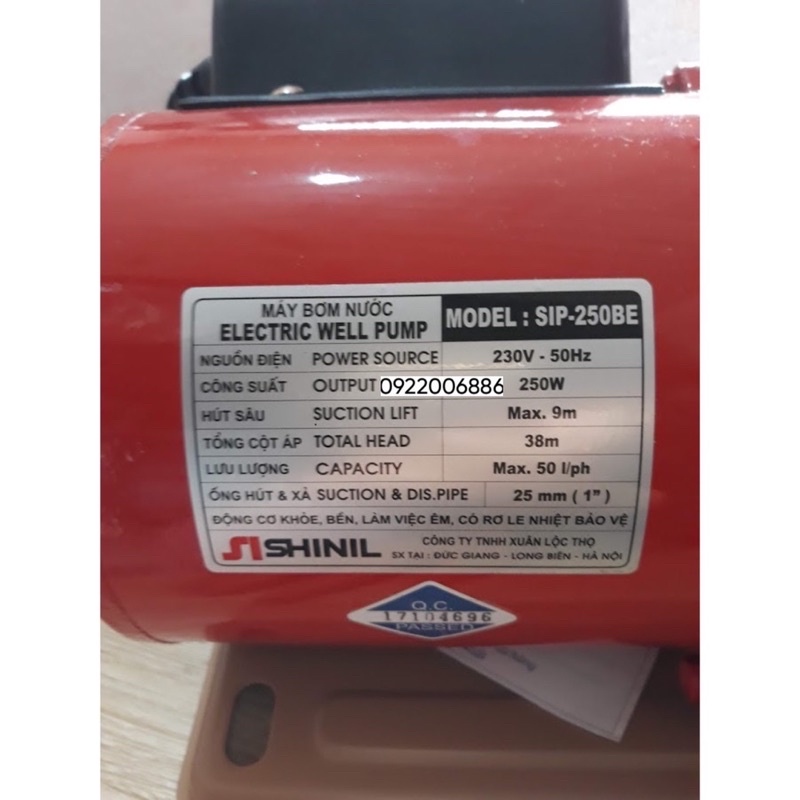 MÁY BƠM NƯỚC
ELECTRIC WELL PUMP
MODEL : SIP-250BE
NGUỒN ĐIỆN POWER SOURCE 230V - 50Hz
CÔNG SUẤT OUTPUT 0922006886 250W
HÚT SÂU SUCTION LIFT Max. 9m
TỔNG CỘT ÁP TOTAL HEAD 38m
LƯU LƯỢNG CAPACITY Max. 50 l/ph
ỐNG HÚT & XẢ SUCTION & DIS.PIPE 25 mm ( 1" )
ĐỘNG CƠ KHỎE, BỀN, LÀM VIỆC ÊM, CÓ RƠ LE NHIỆT BẢO VỆ
SHINIL
CÔNG TY TNHH XUÂN LỘC THỌ
SX TẠI : ĐỨC GIANG - LONG BIÊN - HÀ NỘI
Q.C.
17104696
PASSED